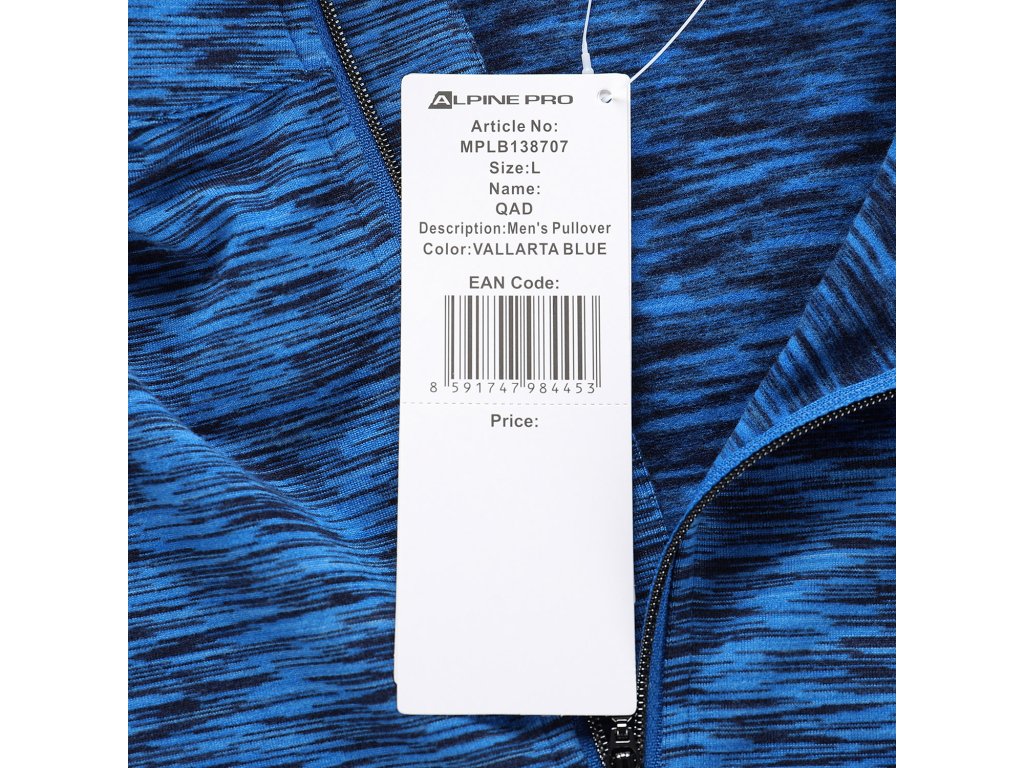 ALPINE PRO
Article No:
MPLB138707
Size:L
Name:
QAD
Description:Men's Pullover
Color:VALLARTA BLUE
EAN Code:
8 591747 984453
Price: